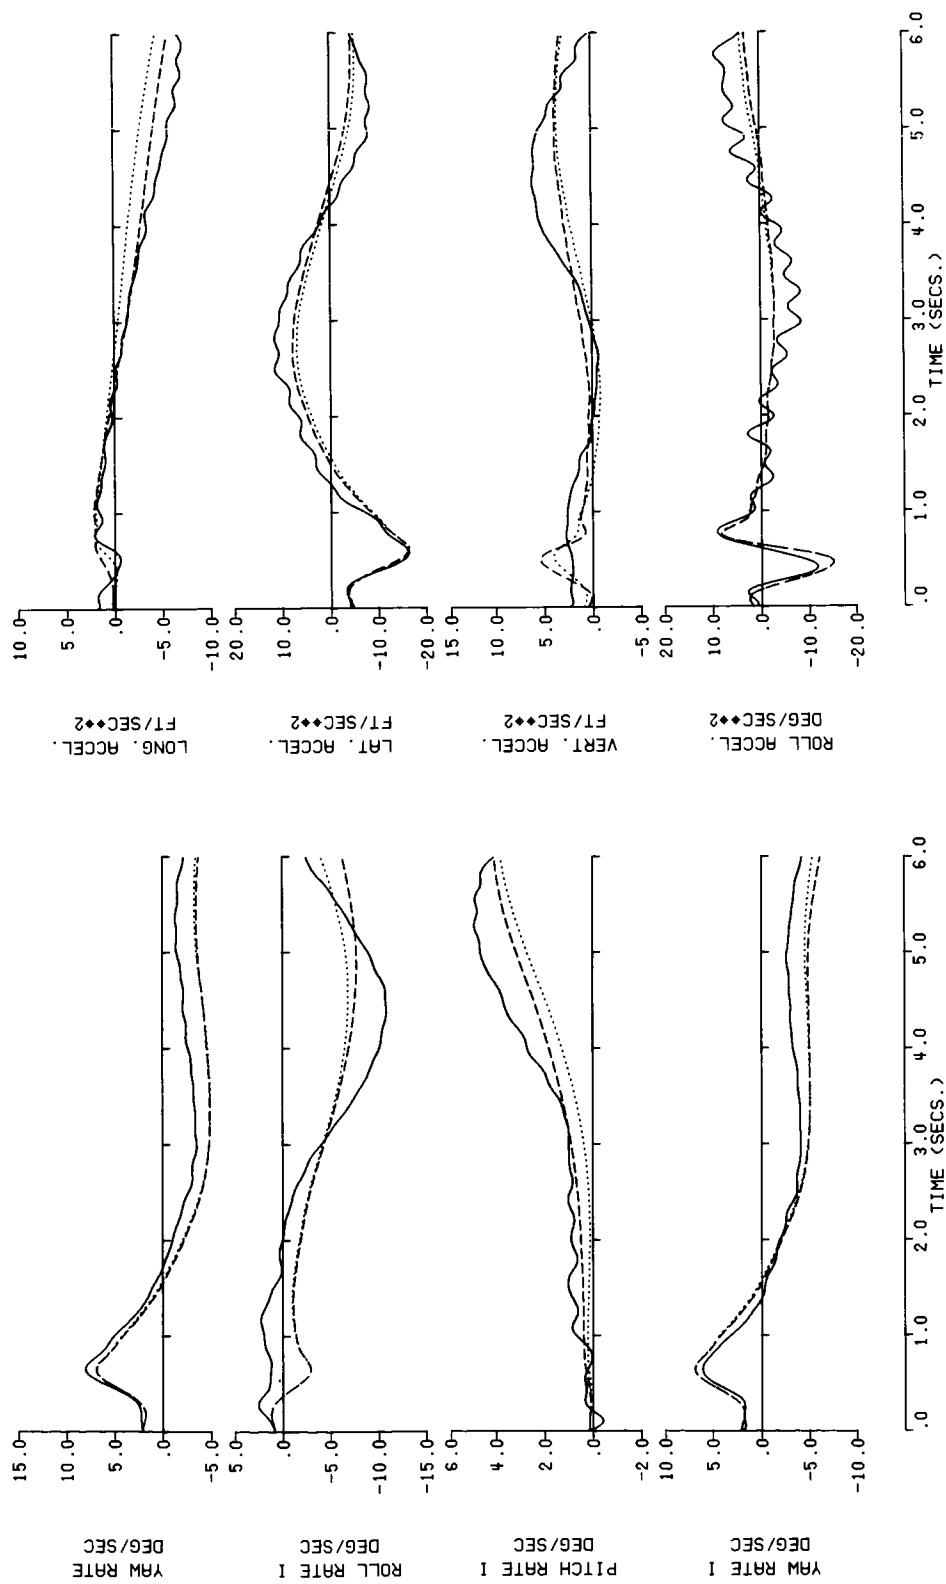 15.0
10.0
5.0
.0
-5.0
YAW RATE
DEG/SEC
5.0
.0
-5.0
-10.0
-15.0
ROLL RATE I
DEG/SEC
6.0
4.0
2.0
.0
-2.0
PITCH RATE I
DEG/SEC
10.0
5.0
.0
-5.0
-10.0
YAW RATE I
DEG/SEC
.0 1.0 2.0 3.0 4.0 5.0 6.0
TIME (SECS.)
10.0
5.0
.0
-5.0
-10.0
LONG. ACCEL.
FT/SEC**2
20.0
10.0
.0
-10.0
-20.0
LAT. ACCEL.
FT/SEC**2
15.0
10.0
5.0
.0
-5.0
VERT. ACCEL
FT/SEC**2
20.0
10.0
.0
-10.0
-20.0
ROLL ACCEL.
DEG/SEC**2
.0 1.0 2.0 3.0 4.0 5.0 6.0
TIME (SECS.)